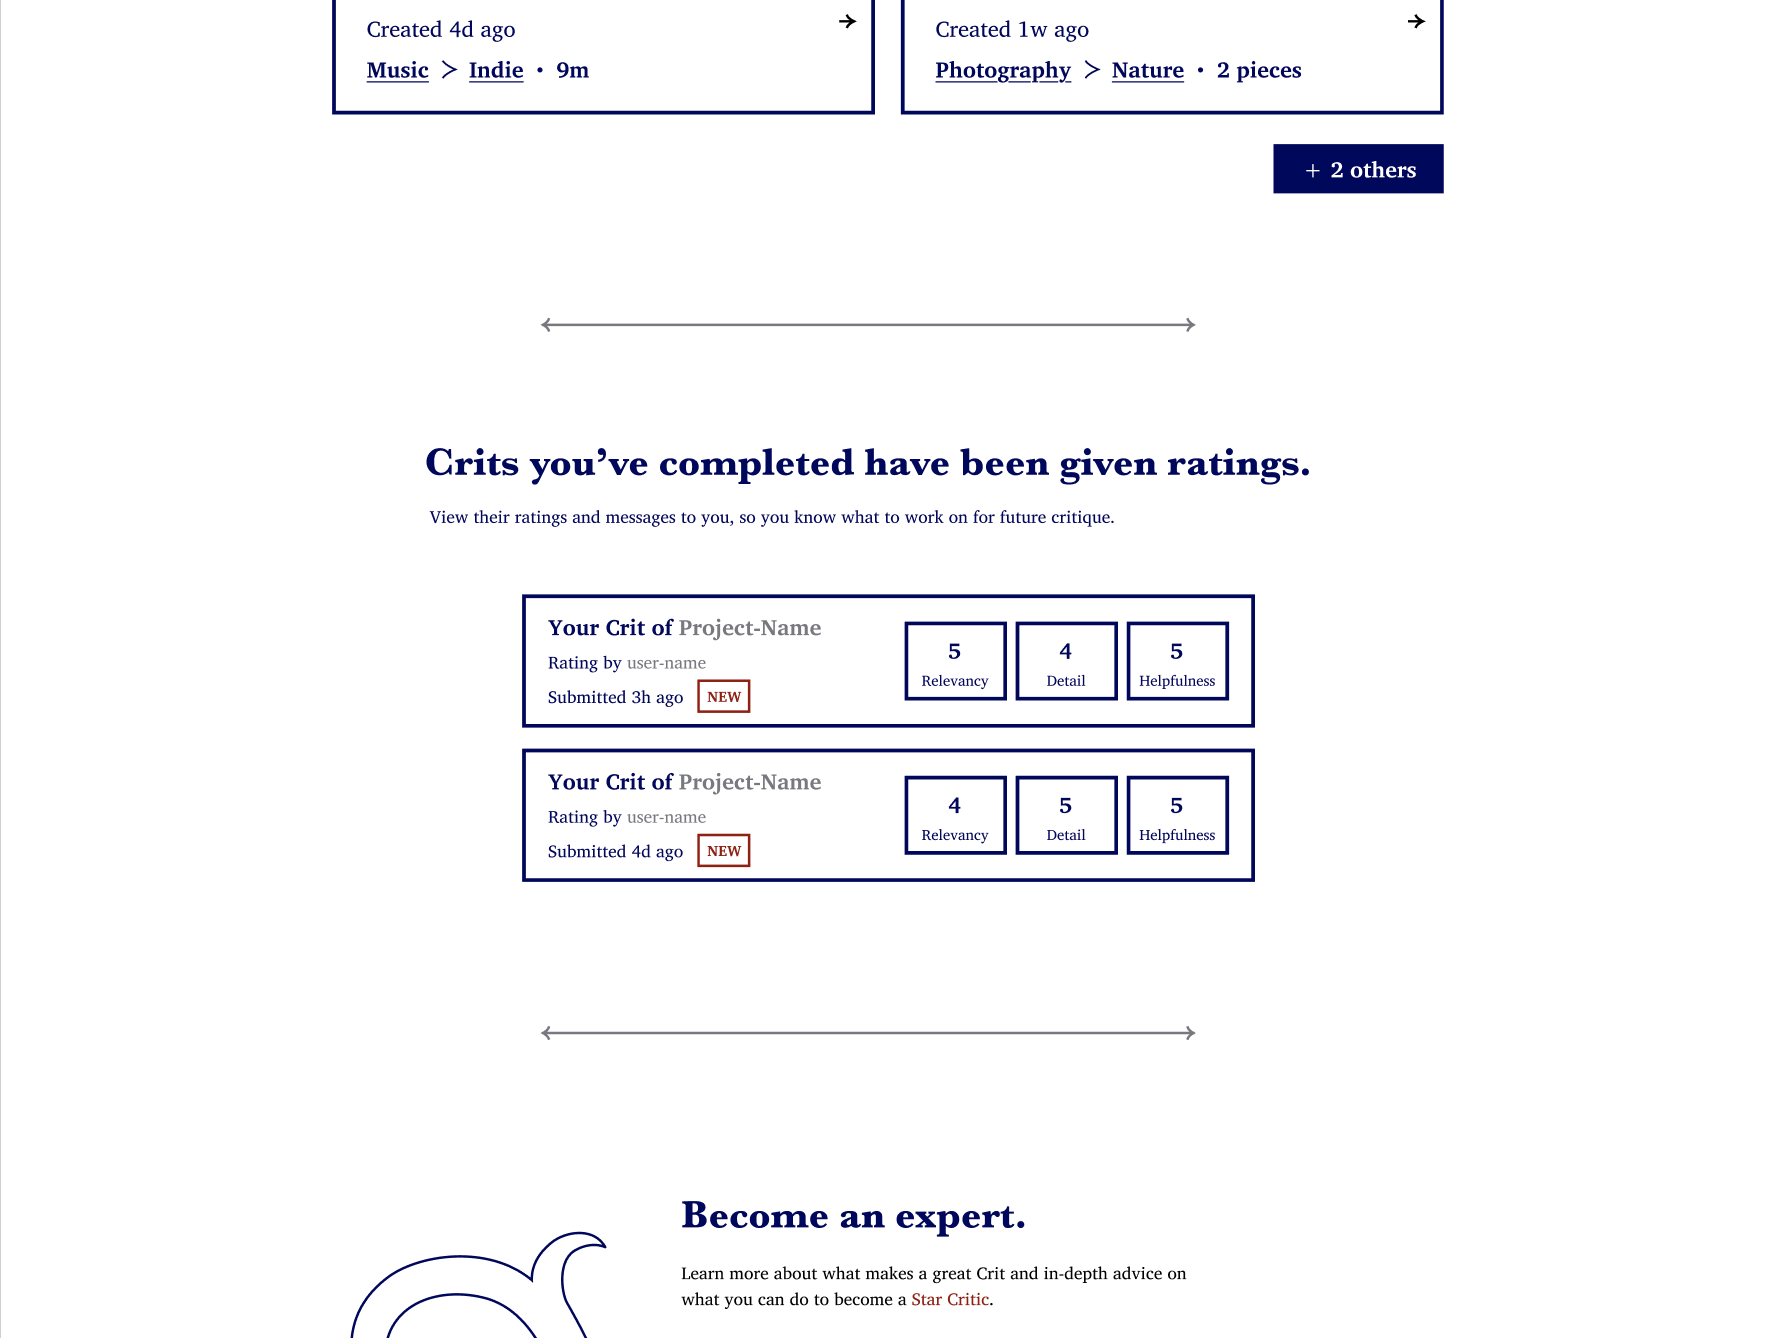 Created 4d ago
Music > Indie • 9m
Created 1w ago
Photography > Nature • 2 pieces
+ 2 others
Crits you’ve completed have been given ratings.
View their ratings and messages to you, so you know what to work on for future critique.
Your Crit of Project-Name
Rating by user-name
Submitted 3h ago NEW
5
Relevancy
4
Detail
5
Helpfulness
Your Crit of Project-Name
Rating by user-name
Submitted 4d ago NEW
4
Relevancy
5
Detail
5
Helpfulness
Become an expert.
Learn more about what makes a great Crit and in-depth advice on
what you can do to become a Star Critic.